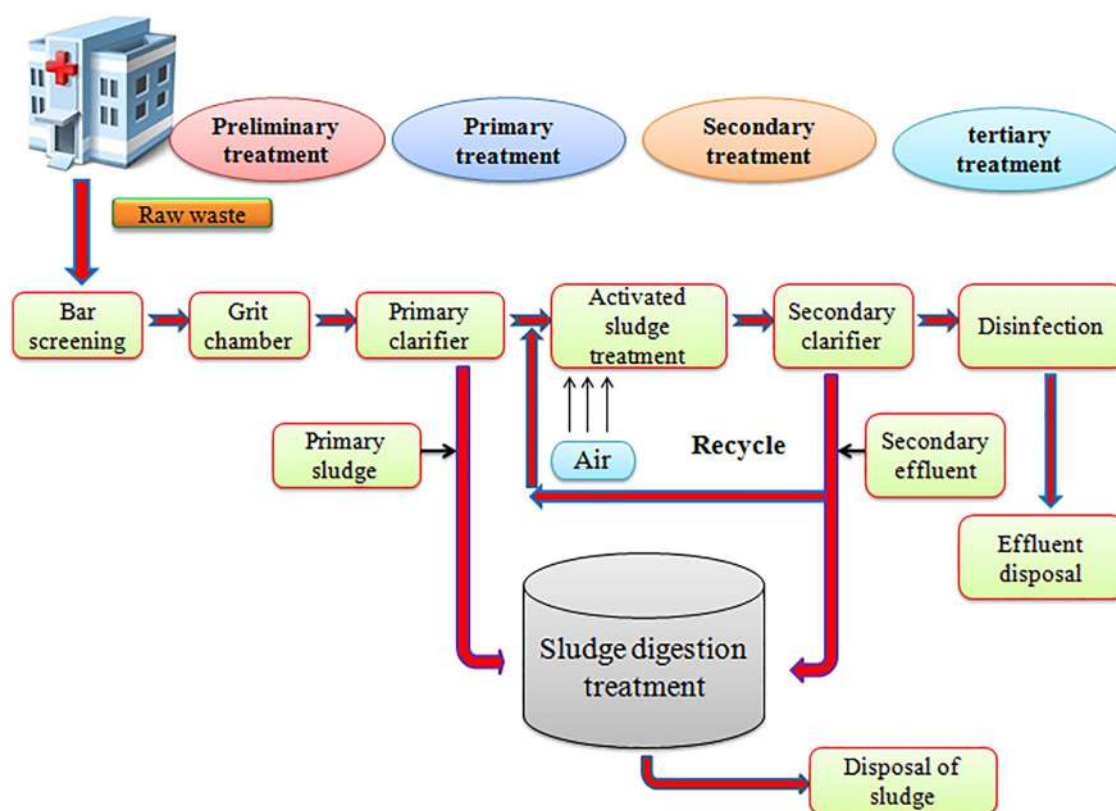 Preliminary
treatment
Primary
treatment
Secondary
treatment
tertiary
treatment
Raw waste
Bar
screening
Grit
chamber
Primary
clarifier
Activated
sludge
treatment
Secondary
clarifier
Disinfection
Primary
sludge
Air
Recycle
Secondary
effluent
Effluent
disposal
Sludge digestion
treatment
Disposal of
sludge